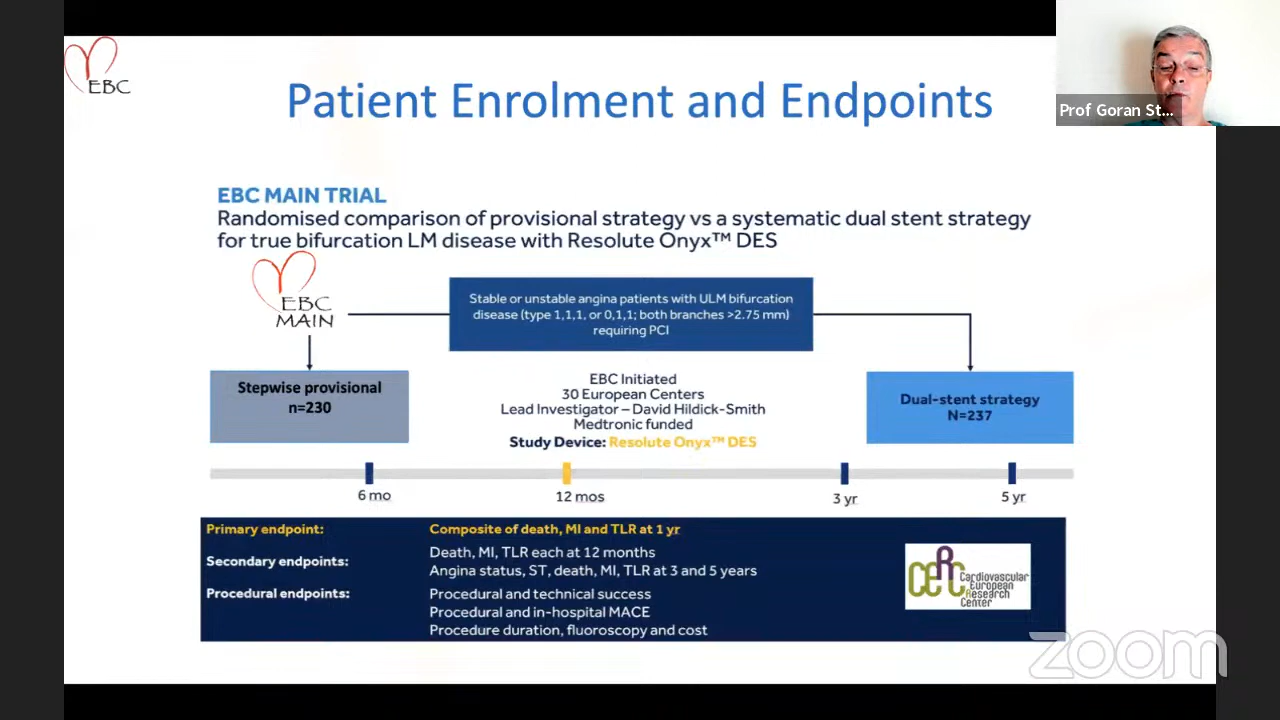 EBC
Patient Enrolment and Endpoints
Prof Goran St...
EBC MAIN TRIAL
Randomised comparison of provisional strategy vs a systematic dual stent strategy
for true bifurcation LM disease with Resolute Onyx™ DES
EBC
MAIN
Stable or unstable angina patients with ULM bifurcation
disease (type 1,1,1, or 0,1,1; both branches >2.75 mm)
requiring PCI
Stepwise provisional
n=230
EBC Initiated
30 European Centers
Lead Investigator – David Hildick-Smith
Medtronic funded
Study Device: Resolute Onyx™ DES
Dual-stent strategy
N=237
6 mo
12 mos
3 yr
5 yr
Primary endpoint: Composite of death, MI and TLR at 1 yr
Secondary endpoints: Death, MI, TLR each at 12 months
Angina status, ST, death, MI, TLR at 3 and 5 years
Procedural endpoints: Procedural and technical success
Procedural and in-hospital MACE
Procedure duration, fluoroscopy and cost
CERC
Cardiovascular
European
Research
Center
zoom